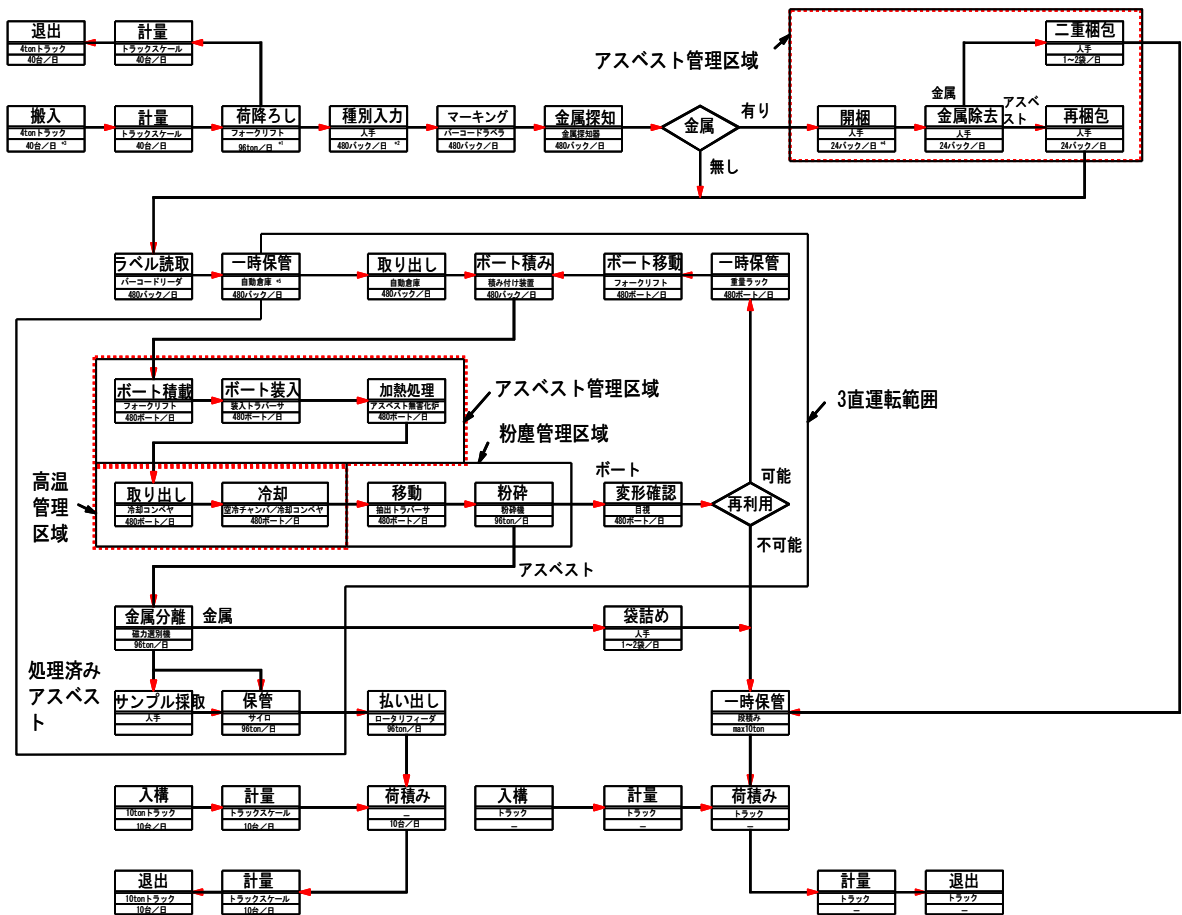 退出
4tonトラック
40台／日
計量
トラックスケール
40台／日
アスベスト管理区域
二重梱包
人手
1～2袋／日
搬入
4tonトラック
40台／日 *3
計量
トラックスケール
40台／日
荷降ろし
フォークリフト
96ton／日 *1
種別入力
人手
480パック／日 *2
マーキング
バーコードラベラ
480パック／日
金属探知
金属探知器
480パック／日
金属
有り
無し
開梱
人手
24パック／日 *4
金属
金属除去
人手
24パック／日
アスベ
スト
再梱包
人手
24パック／日
ラベル読取
バーコードリーダ
480パック／日
一時保管
自動倉庫 *5
480パック／日
取り出し
自動倉庫
480パック／日
ボート積み
積み付け装置
480パック／日
ボート移動
フォークリフト
480ボート／日
一時保管
重量ラック
480ボート／日
ボート積載
フォークリフト
480ボート／日
ボート装入
装入トラバーサ
480ボート／日
加熱処理
アスベスト無害化炉
480ボート／日
アスベスト管理区域
3直運転範囲
粉塵管理区域
高温
管理
区域
取り出し
冷却コンベヤ
480ボート／日
冷却
空冷チャンバ／冷却コンベヤ
480ボート／日
移動
抽出トラバーサ
480ボート／日
粉砕
粉砕機
96ton／日
ボート
変形確認
目視
480ボート／日
再利用
可能
不可能
アスベスト
金属分離
磁力選別機
96ton／日
金属
袋詰め
人手
1～2袋／日
処理済み
アスベス
ト
サンプル採取
人手
保管
サイロ
96ton／日
払い出し
ロータリフィーダ
96ton／日
一時保管
段積み
max10ton
入構
10tonトラック
10台／日
計量
トラックスケール
10台／日
荷積み
－
10台／日
入構
トラック
－
計量
トラック
－
荷積み
トラック
－
退出
10tonトラック
10台／日
計量
トラックスケール
10台／日
計量
トラック
－
退出
トラック
－